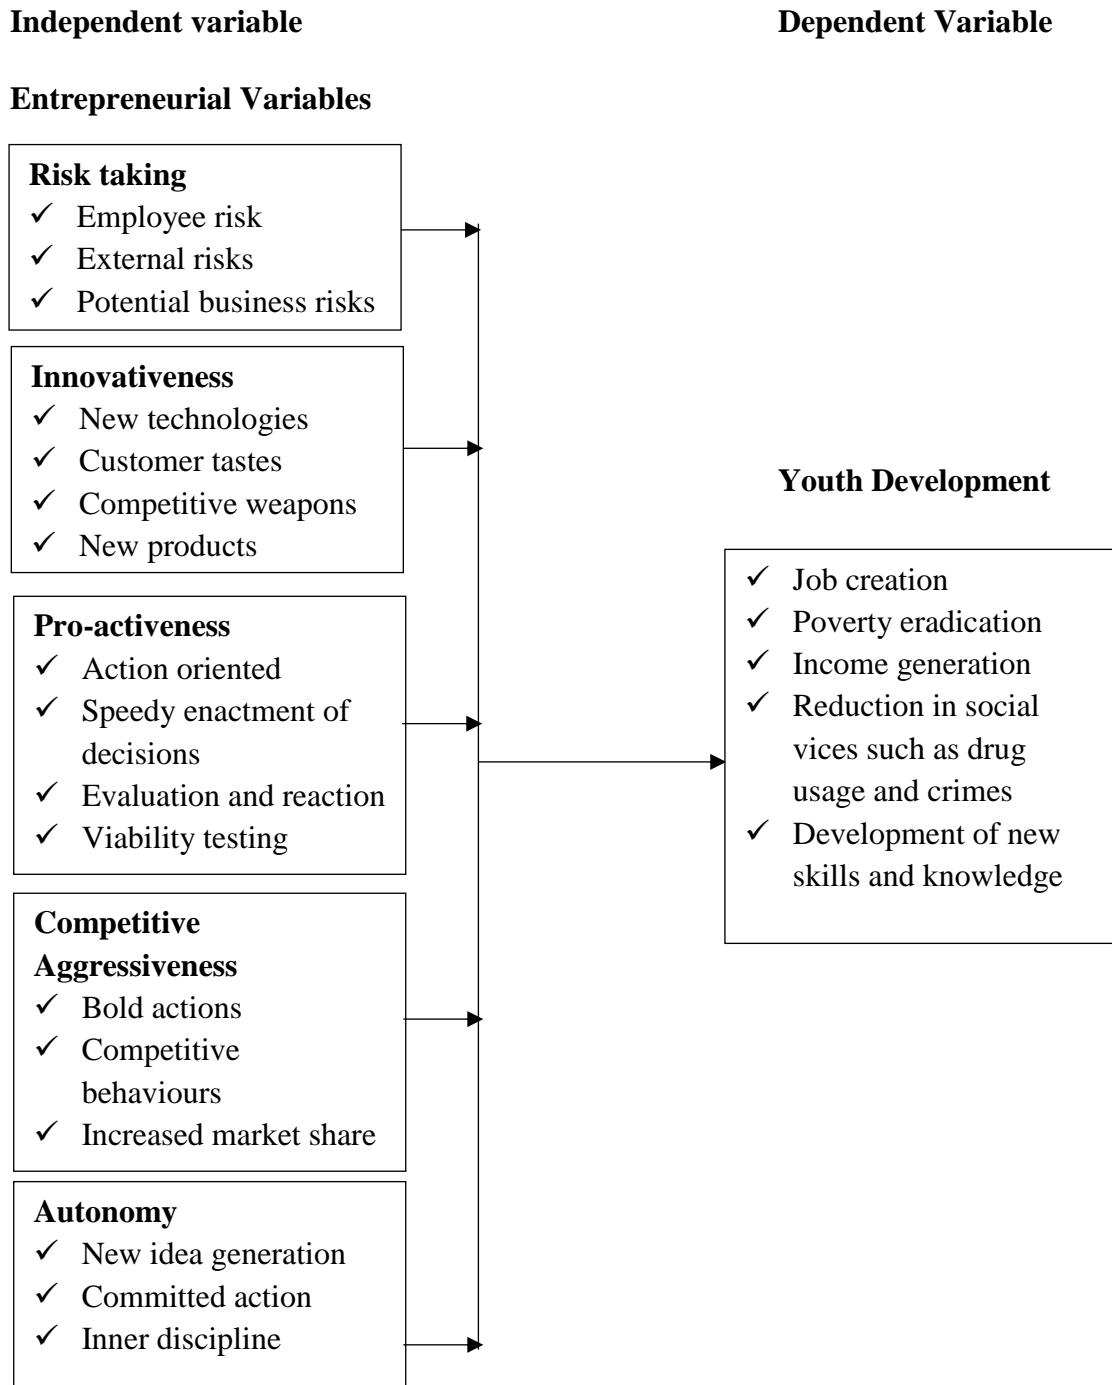 Independent variable
Dependent Variable
Entrepreneurial Variables
Risk taking
✓ Employee risk
✓ External risks
✓ Potential business risks
Innovativeness
✓ New technologies
✓ Customer tastes
✓ Competitive weapons
✓ New products
Pro-activeness
✓ Action oriented
✓ Speedy enactment of
decisions
✓ Evaluation and reaction
✓ Viability testing
Competitive
Aggressiveness
✓ Bold actions
✓ Competitive
behaviours
✓ Increased market share
Autonomy
✓ New idea generation
✓ Committed action
✓ Inner discipline
Youth Development
✓ Job creation
✓ Poverty eradication
✓ Income generation
✓ Reduction in social
vices such as drug
usage and crimes
✓ Development of new
skills and knowledge